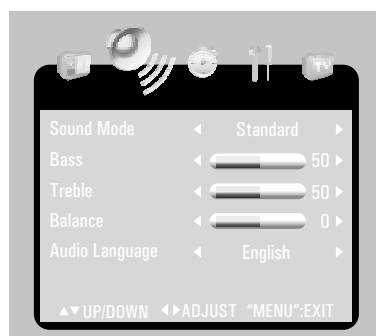 Sound Mode ◄ Standard ►
Bass ◄ 50 ►
Treble ◄ 50 ►
Balance ◄ 0 ►
Audio Language ◄ English ►
▲▼ UP/DOWN ◄► ADJUST "MENU":EXIT